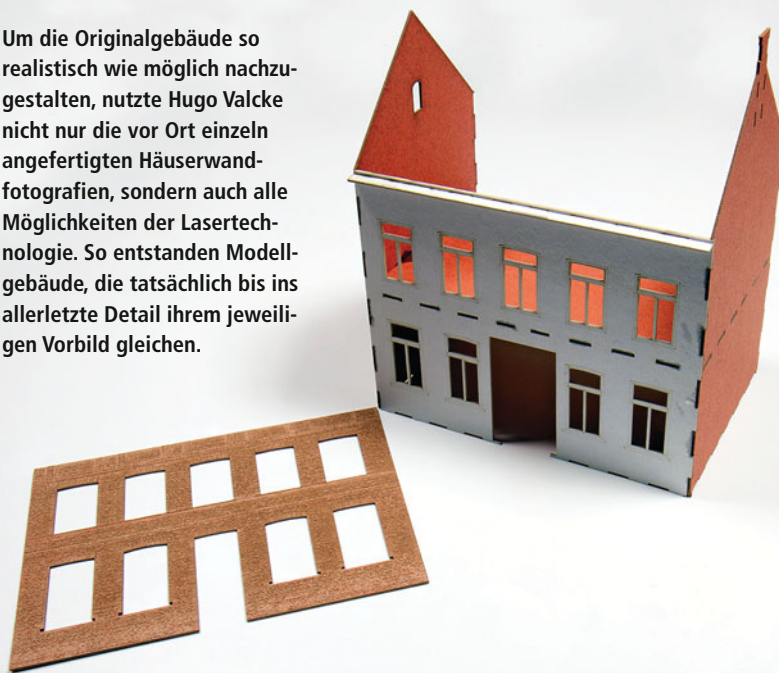 Um die Originalgebäude so
realistisch wie möglich nachzu-
gestalten, nutzte Hugo Valcke
nicht nur die vor Ort einzeln
angefertigten Häuserwand-
fotografien, sondern auch alle
Möglichkeiten der Lasertech-
nologie. So entstanden Modell-
gebäude, die tatsächlich bis ins
allerletzte Detail ihrem jeweili-
gen Vorbild gleichen.